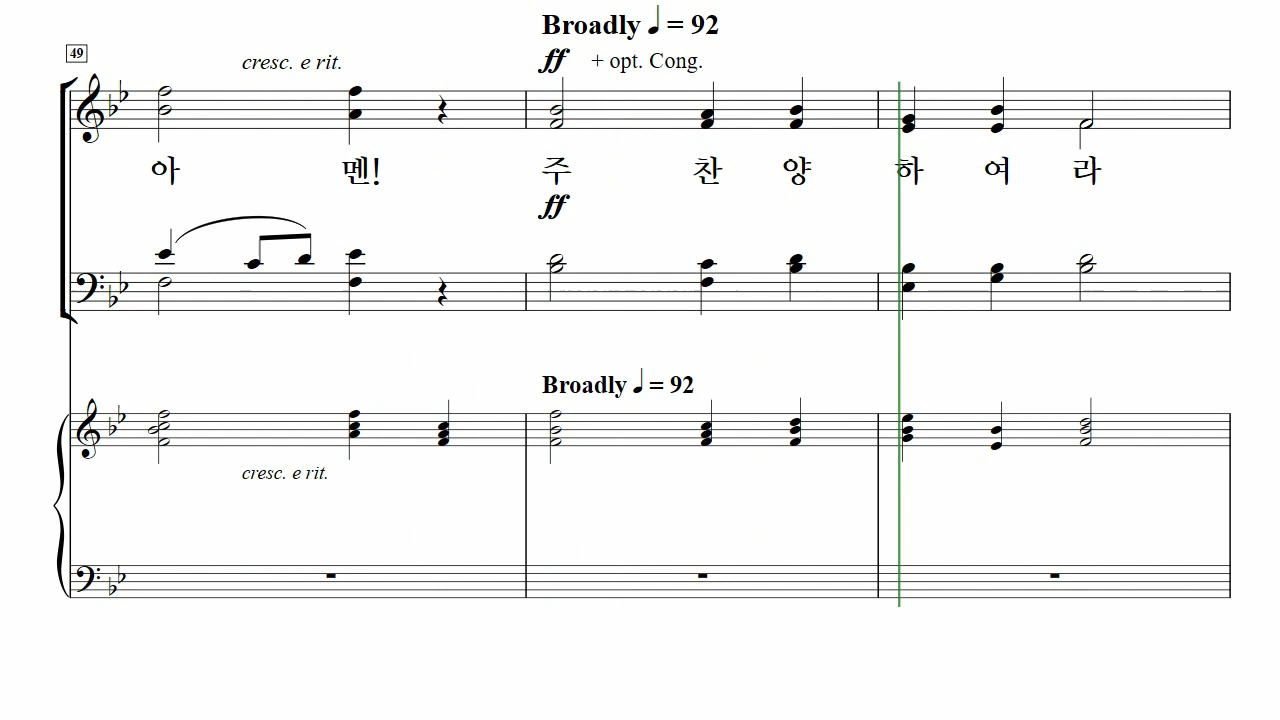 Broadly ♩ = 92
49
cresc. e rit.
ff + opt. Cong.
아 멘! 주 찬 양 하 여 라
ff
Broadly ♩ = 92
cresc. e rit.